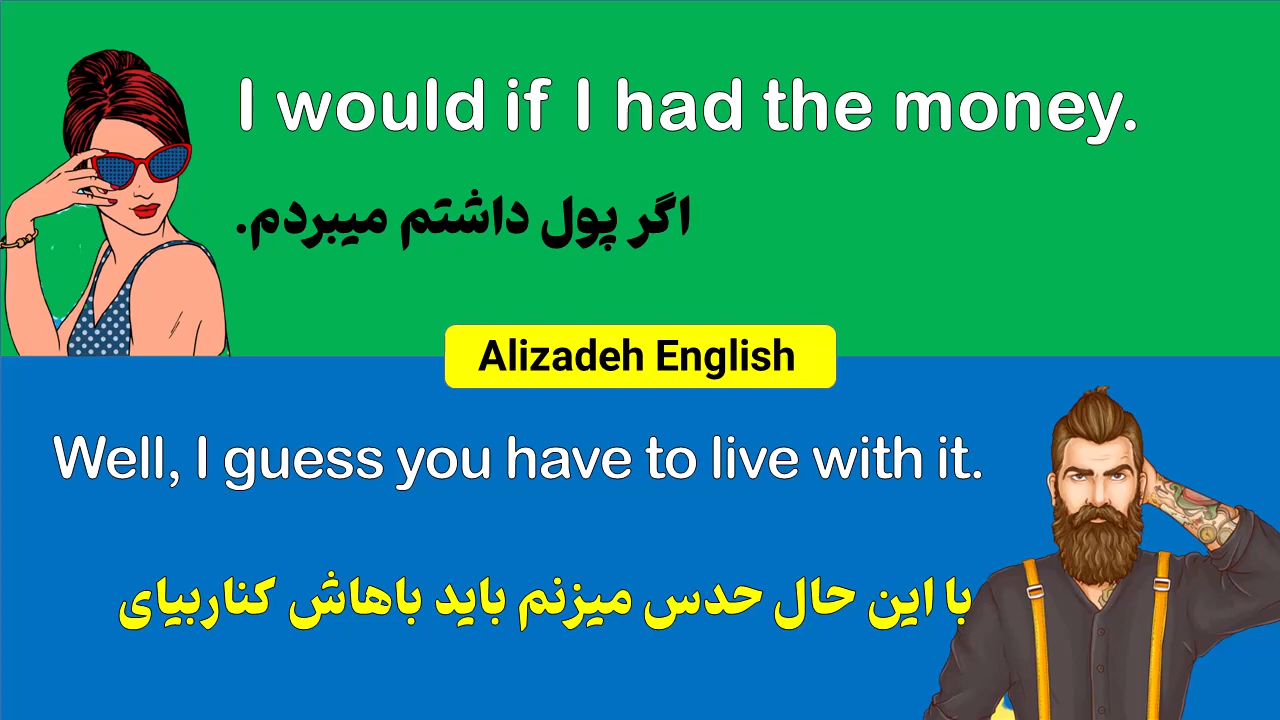 I would if I had the money.
اگر پول داشتم میبردم.
Alizadeh English
Well, I guess you have to live with it.
با این حال حدس میزنم باید باهاش کناربیای